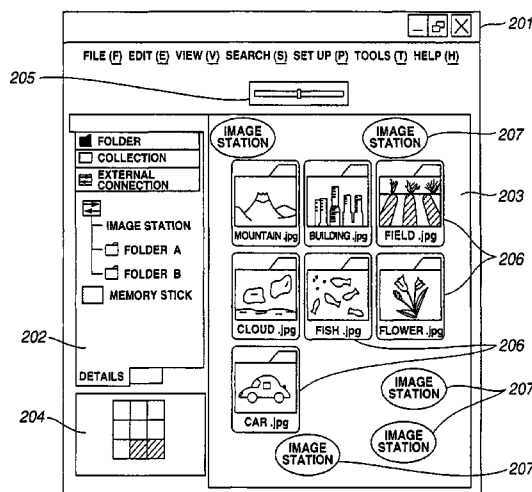 201
FILE (F) EDIT (E) VIEW (V) SEARCH (S) SET UP (P) TOOLS (T) HELP (H)
205
FOLDER
COLLECTION
EXTERNAL
CONNECTION
IMAGE STATION
FOLDER A
FOLDER B
MEMORY STICK
202
DETAILS
204
IMAGE
STATION
IMAGE
STATION
207
203
MOUNTAIN.jpg
BUILDING.jpg
FIELD.jpg
206
CLOUD.jpg
FISH.jpg
FLOWER.jpg
206
CAR.jpg
IMAGE
STATION
207
IMAGE
STATION
IMAGE
STATION
207